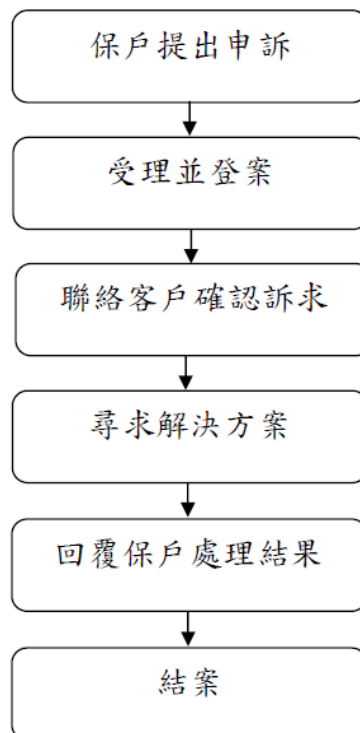 保戶提出申訴
受理並登案
聯絡客戶確認訴求
尋求解決方案
回覆保戶處理結果
結案